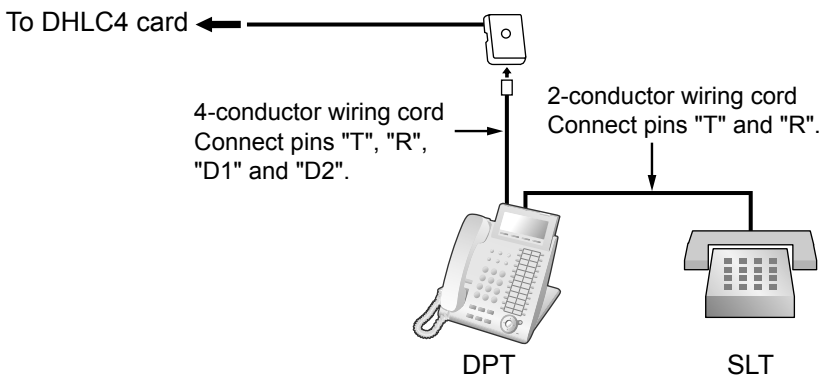 To DHLC4 card
4-conductor wiring cord
Connect pins "T", "R",
"D1" and "D2".
2-conductor wiring cord
Connect pins "T" and "R".
DPT
SLT